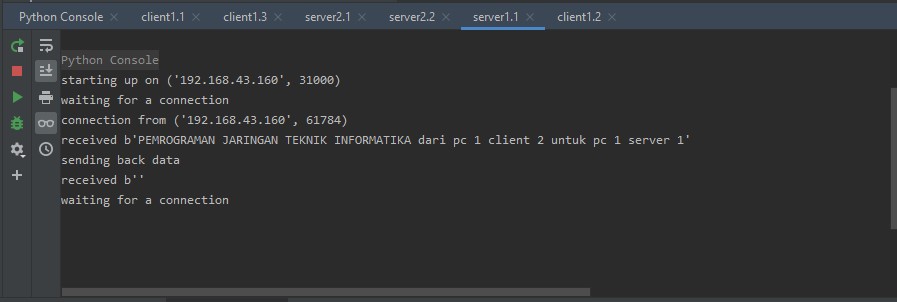 Python Console client1.1 client1.3 server2.1 server2.2 server1.1 client1.2
Python Console
starting up on ('192.168.43.160', 31000)
waiting for a connection
connection from ('192.168.43.160', 61784)
received b'PEMROGRAMAN JARINGAN TEKNIK INFORMATIKA dari pc 1 client 2 untuk pc 1 server 1'
sending back data
received b''
waiting for a connection